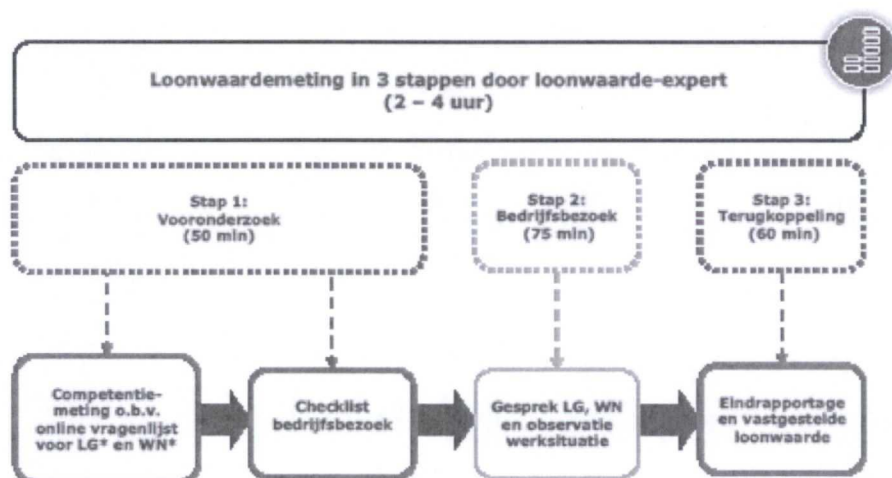 Loonwaardemeting in 3 stappen door loonwaarde-expert
(2 – 4 uur)
Stap 1:
Vooronderzoek
(50 min)
Stap 2:
Bedrijfsbezoek
(75 min)
Stap 3:
Terugkoppeling
(60 min)
Competentie-
meting o.b.v.
online vragenlijst
voor LG* en WN*
Checklist
bedrijfsbezoek
Gesprek LG, WN
en observatie
werksituatie
Eindrapportage
en vastgestelde
loonwaarde